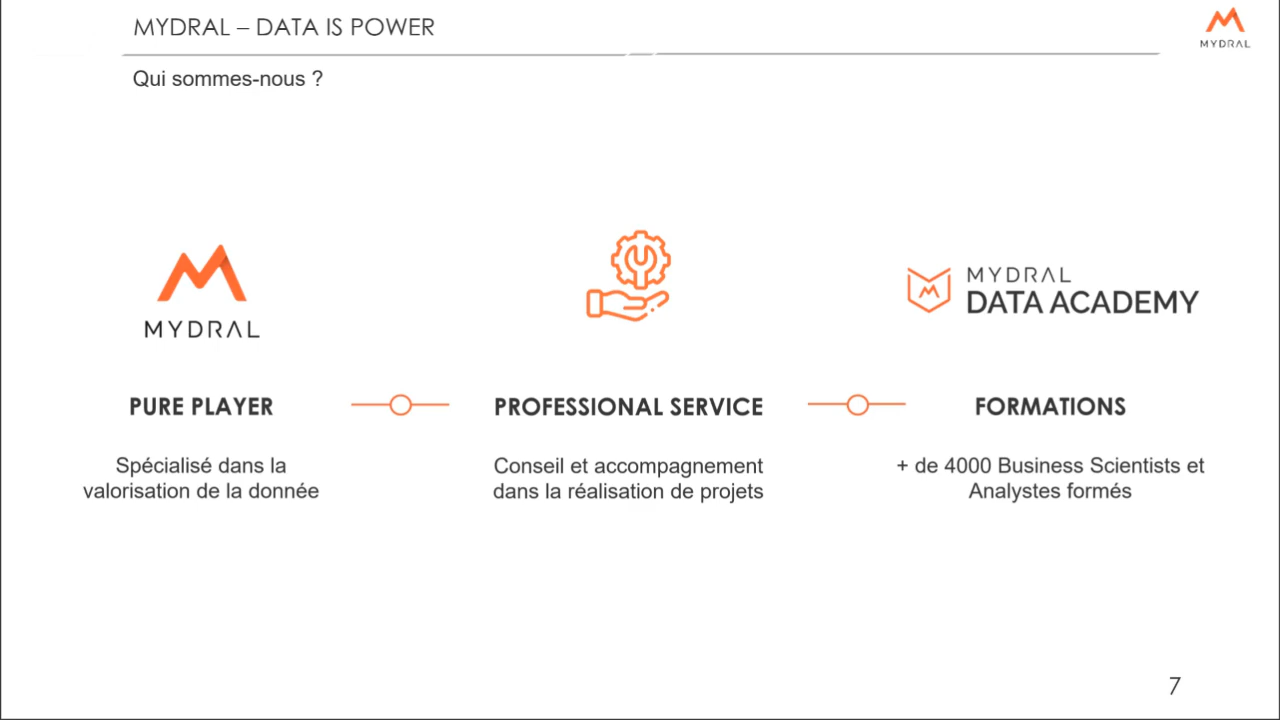 MYDRAL – DATA IS POWER
MYDRAL
Qui sommes-nous ?
MYDRAL
MYDRAL
DATA ACADEMY
PURE PLAYER
PROFESSIONAL SERVICE
FORMATIONS
Spécialisé dans la
valorisation de la donnée
Conseil et accompagnement
dans la réalisation de projets
+ de 4000 Business Scientists et
Analystes formés
7